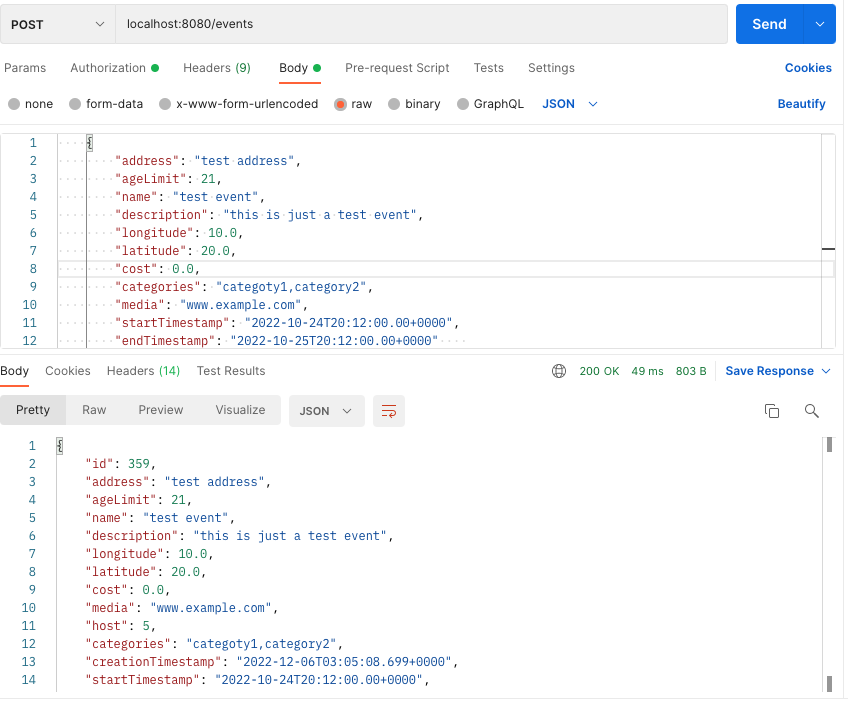 POST localhost:8080/events Send
Params Authorization Headers (9) Body Pre-request Script Tests Settings Cookies
none form-data x-www-form-urlencoded raw binary GraphQL JSON Beautify
1 {
2 "address": "test address",
3 "ageLimit": 21,
4 "name": "test event",
5 "description": "this is just a test event",
6 "longitude": 10.0,
7 "latitude": 20.0,
8 "cost": 0.0,
9 "categories": "categoty1,category2",
10 "media": "www.example.com",
11 "startTimestamp": "2022-10-24T20:12:00.00+0000",
12 "endTimestamp": "2022-10-25T20:12:00.00+0000"
Body Cookies Headers (14) Test Results 200 OK 49 ms 803 B Save Response
Pretty Raw Preview Visualize JSON
1 {
2 "id": 359,
3 "address": "test address",
4 "ageLimit": 21,
5 "name": "test event",
6 "description": "this is just a test event",
7 "longitude": 10.0,
8 "latitude": 20.0,
9 "cost": 0.0,
10 "media": "www.example.com",
11 "host": 5,
12 "categories": "categoty1,category2",
13 "creationTimestamp": "2022-12-06T03:05:08.699+0000",
14 "startTimestamp": "2022-10-24T20:12:00.00+0000",